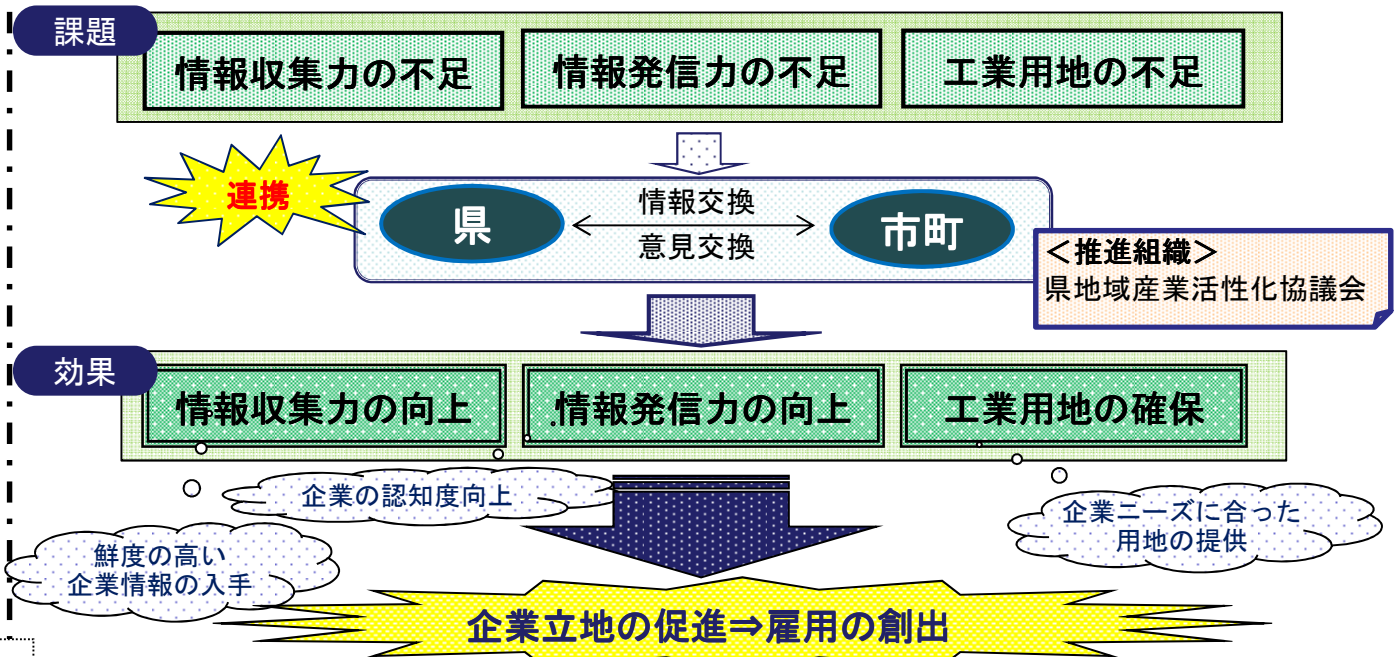 課題
情報収集力の不足
情報発信力の不足
工業用地の不足
連携
県
情報交換
意見交換
市町
＜推進組織＞
県地域産業活性化協議会
効果
情報収集力の向上
情報発信力の向上
工業用地の確保
企業の認知度向上
企業ニーズに合った
用地の提供
鮮度の高い
企業情報の入手
企業立地の促進⇒雇用の創出